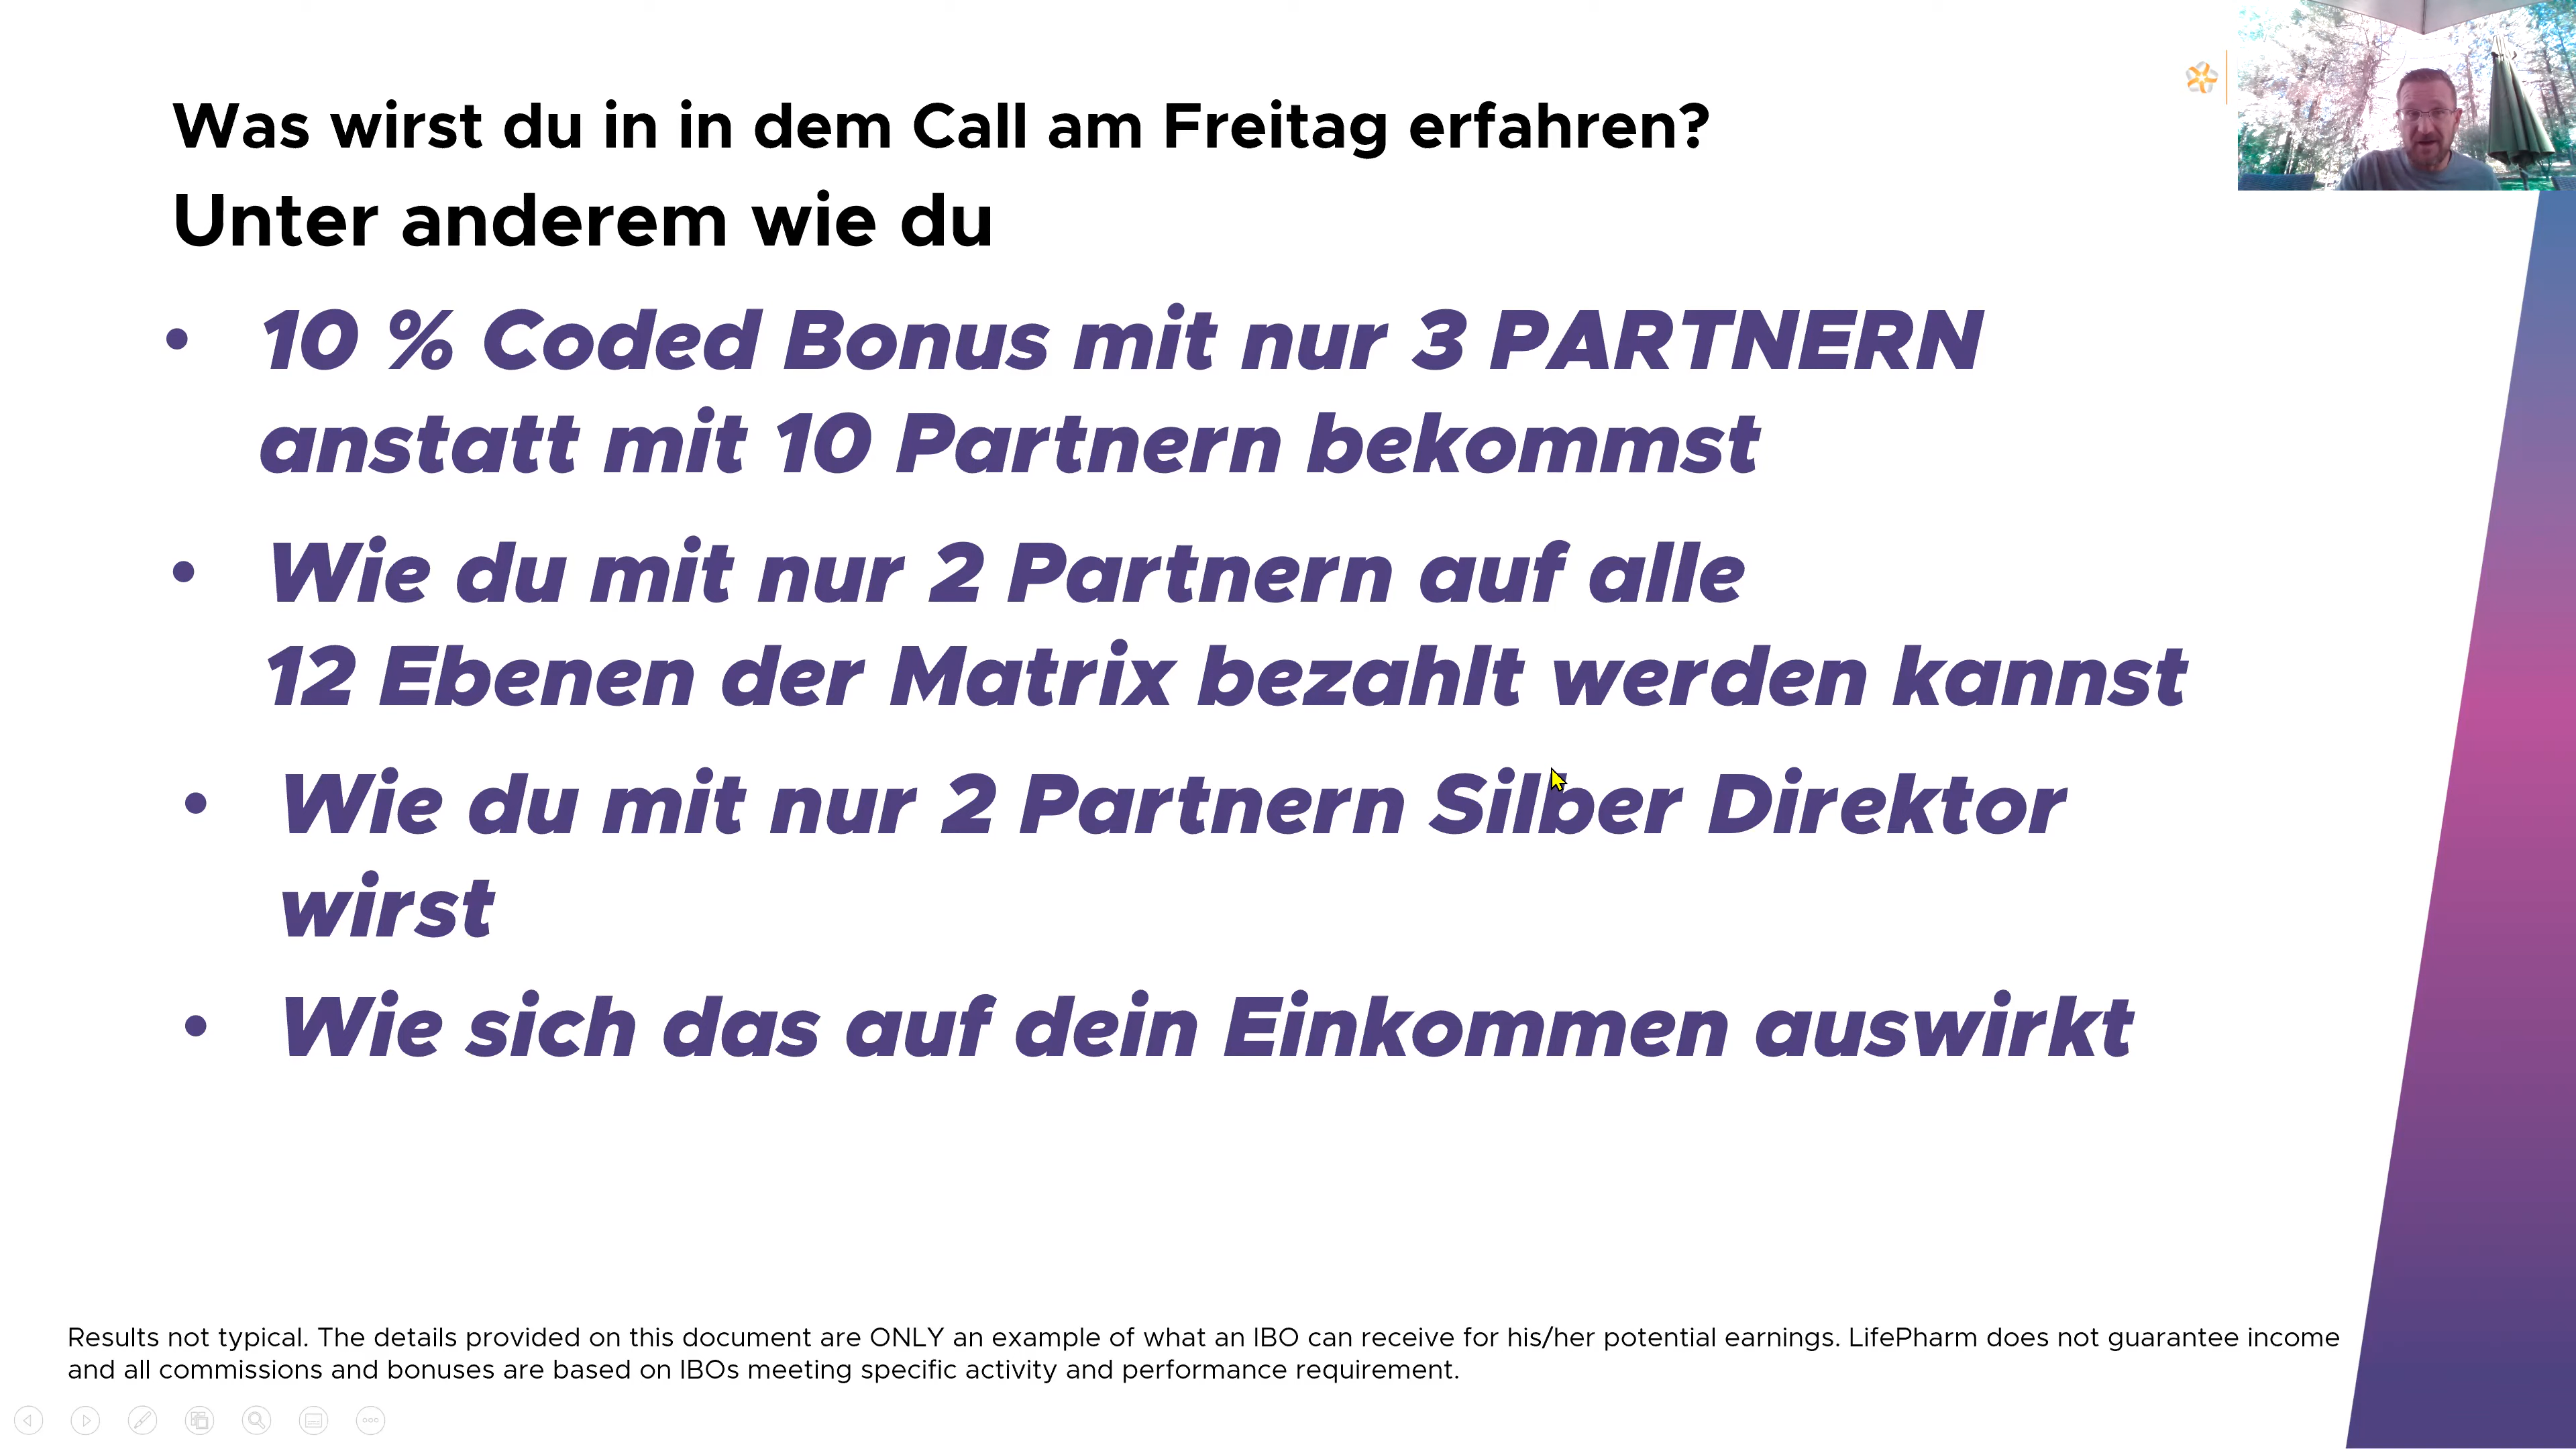 Was wirst du in in dem Call am Freitag erfahren?
Unter anderem wie du
• 10 % Coded Bonus mit nur 3 PARTNERN
anstatt mit 10 Partnern bekommst
• Wie du mit nur 2 Partnern auf alle
12 Ebenen der Matrix bezahlt werden kannst
• Wie du mit nur 2 Partnern Silber Direktor
wirst
• Wie sich das auf dein Einkommen auswirkt
Results not typical. The details provided on this document are ONLY an example of what an IBO can receive for his/her potential earnings. LifePharm does not guarantee income
and all commissions and bonuses are based on IBOs meeting specific activity and performance requirement.